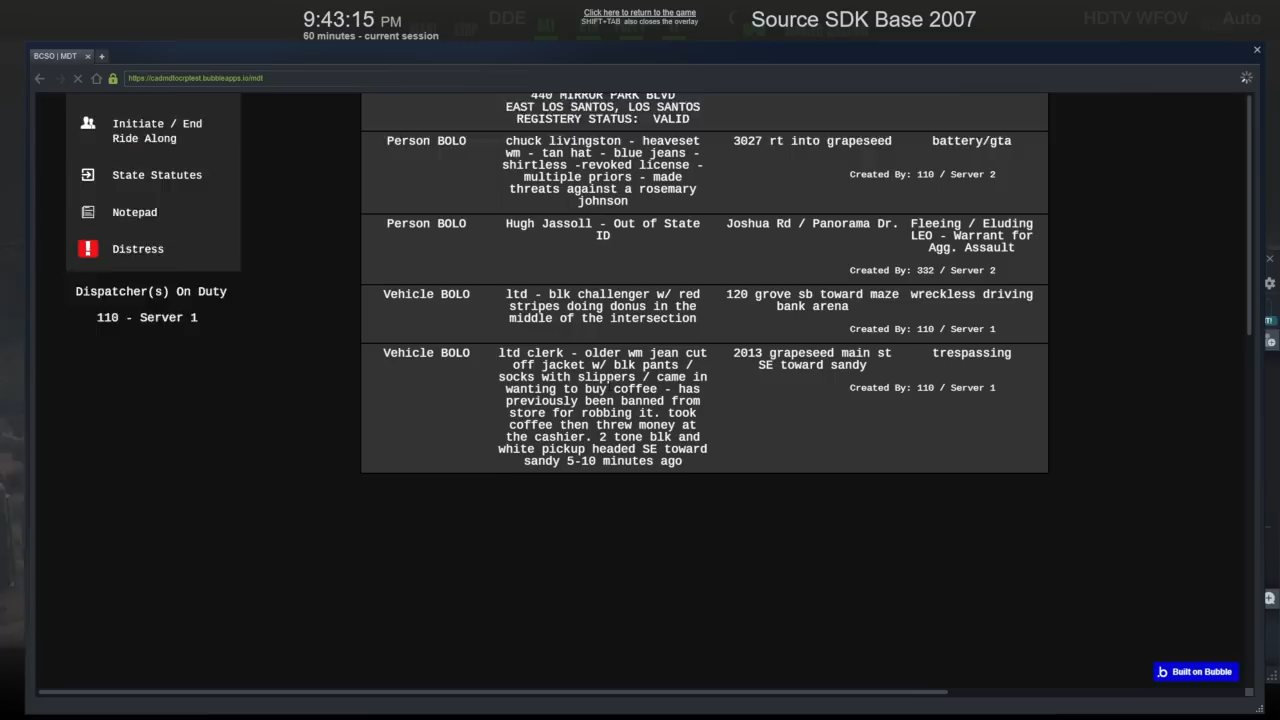 9:43:15 PM
60 minutes - current session
DDE
Click here to return to the game
SHIFT+TAB also closes the overlay
Source SDK Base 2007
HDTV WFOV
Auto
BCSO | MDT
https://cadmdtocrptest.bubbleapps.io/mdt
Initiate / End
Ride Along
State Statutes
Notepad
Distress
Dispatcher(s) On Duty
110 - Server 1
440 MIRROR PARK BLVD
EAST LOS SANTOS, LOS SANTOS
REGISTERY STATUS: VALID
Person BOLO
chuck livingston - heaveset
wm - tan hat - blue jeans -
shirtless -revoked license -
multiple priors - made
threats against a rosemary
johnson
3027 rt into grapeseed
battery/gta
Created By: 110 / Server 2
Person BOLO
Hugh Jassoll - Out of State
ID
Joshua Rd / Panorama Dr.
Fleeing / Eluding
LEO - Warrant for
Agg. Assault
Created By: 332 / Server 2
Vehicle BOLO
ltd - blk challenger w/ red
stripes doing donus in the
middle of the intersection
120 grove sb toward maze
bank arena
wreckless driving
Created By: 110 / Server 1
Vehicle BOLO
ltd clerk - older wm jean cut
off jacket w/ blk pants /
socks with slippers / came in
wanting to buy coffee - has
previously been banned from
store for robbing it. took
coffee then threw money at
the cashier. 2 tone blk and
white pickup headed SE toward
sandy 5-10 minutes ago
2013 grapeseed main st
SE toward sandy
trespassing
Created By: 110 / Server 1
Built on Bubble